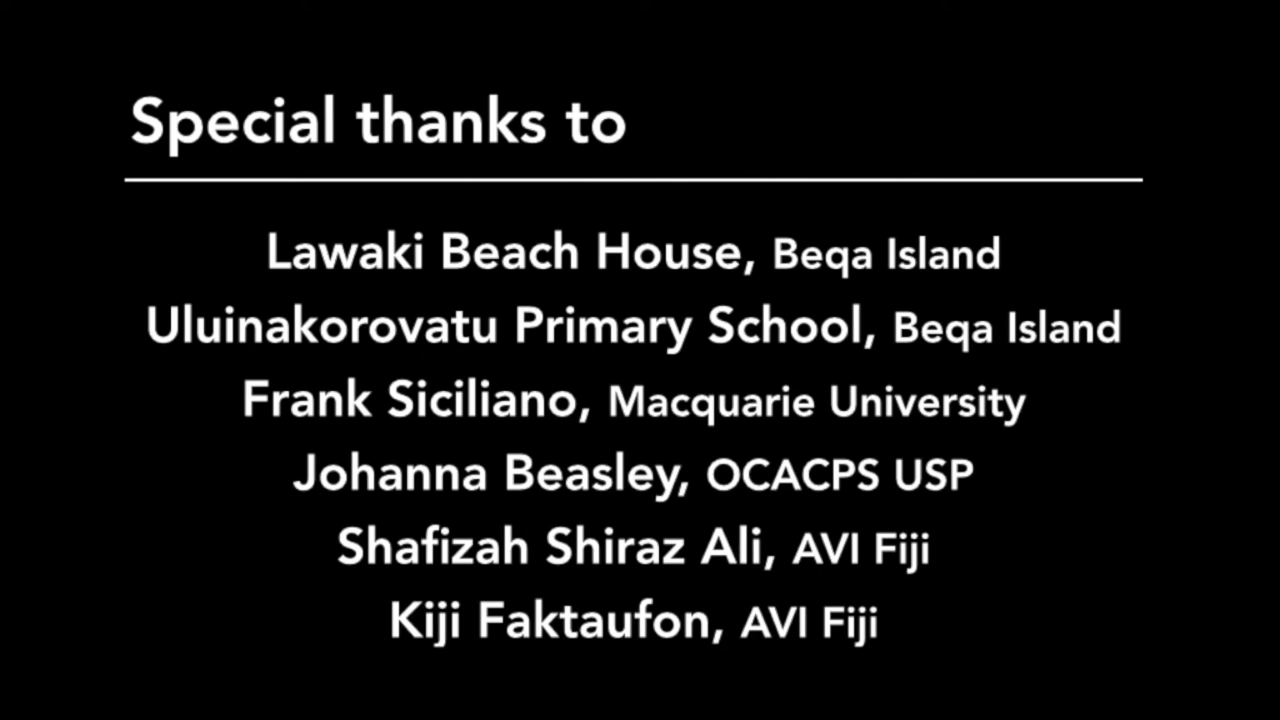 Special thanks to
Lawaki Beach House, Beqa Island
Uluinakorovatu Primary School, Beqa Island
Frank Siciliano, Macquarie University
Johanna Beasley, OCACPS USP
Shafizah Shiraz Ali, AVI Fiji
Kiji Faktaufon, AVI Fiji